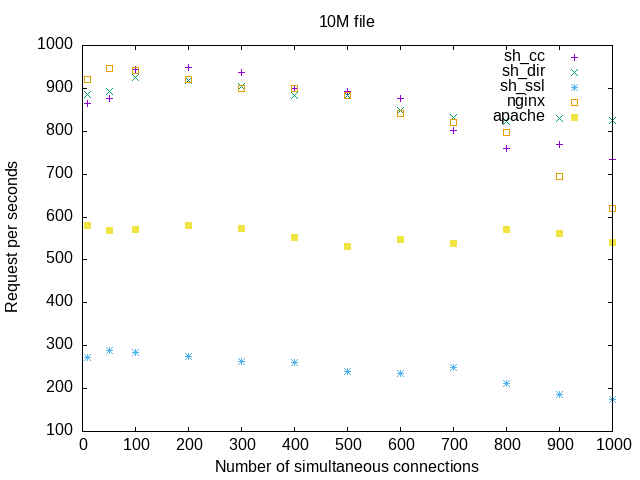 10M file
1000
900
800
700
600
500
400
300
200
100
Request per seconds
sh_cc
sh_dir
sh_ssl
nginx
apache
0 100 200 300 400 500 600 700 800 900 1000
Number of simultaneous connections